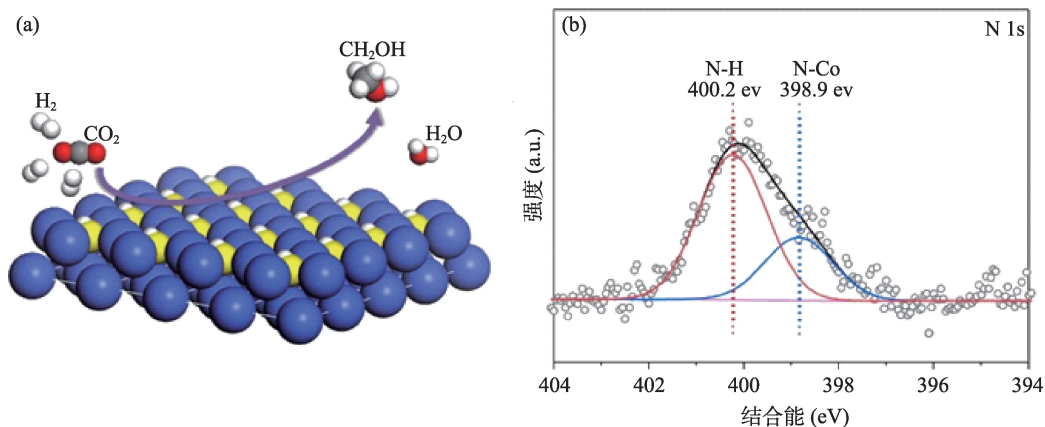 (a)
H₂
CO₂
CH₂OH
H₂O
(b)
N 1s
N-H
400.2 ev
N-Co
398.9 ev
强度 (a.u.)
404
402
400
398
396
394
结合能 (eV)